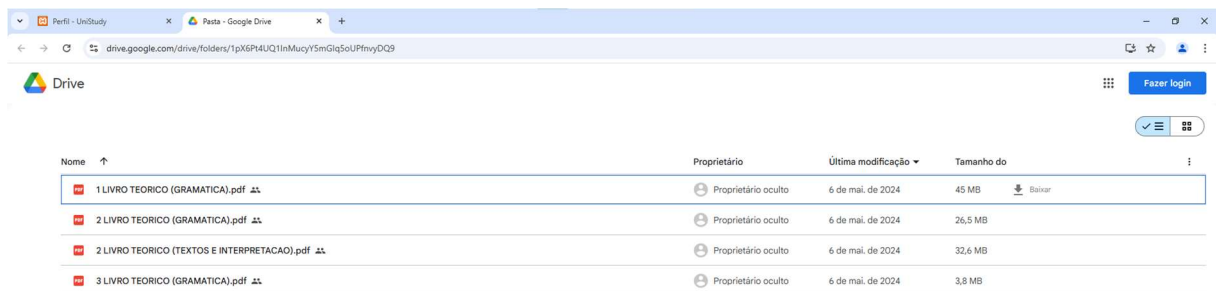 Perfil - UniStudy
Pasta - Google Drive
drive.google.com/drive/folders/1pX6Pt4UQ1InMucyY5mGlq5oUPfnvyDQ9
Drive
Fazer login
Nome Proprietário Última modificação Tamanho do
1 LIVRO TEORICO (GRAMATICA).pdf Proprietário oculto 6 de mai. de 2024 45 MB Baixar
2 LIVRO TEORICO (GRAMATICA).pdf Proprietário oculto 6 de mai. de 2024 26,5 MB
2 LIVRO TEORICO (TEXTOS E INTERPRETACAO).pdf Proprietário oculto 6 de mai. de 2024 32,6 MB
3 LIVRO TEORICO (GRAMATICA).pdf Proprietário oculto 6 de mai. de 2024 3,8 MB